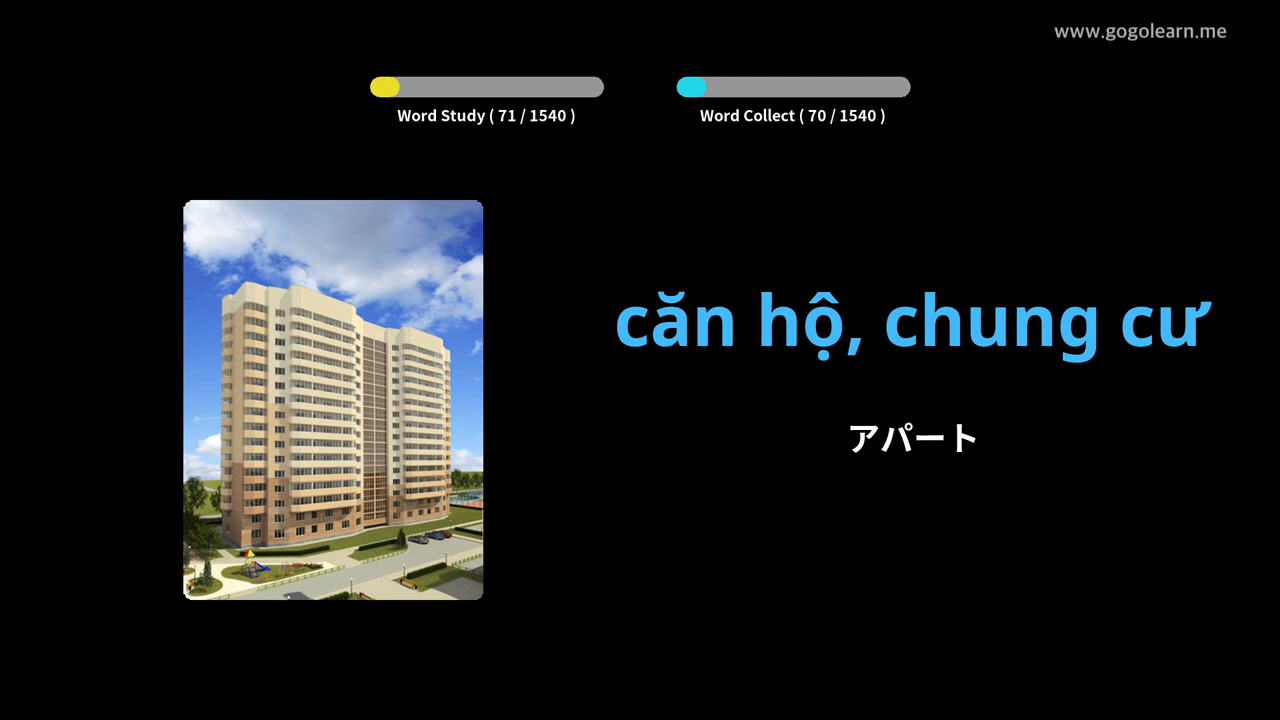 www.gogolearn.me
Word Study ( 71 / 1540 )
Word Collect ( 70 / 1540 )
căn hộ, chung cư
アパート